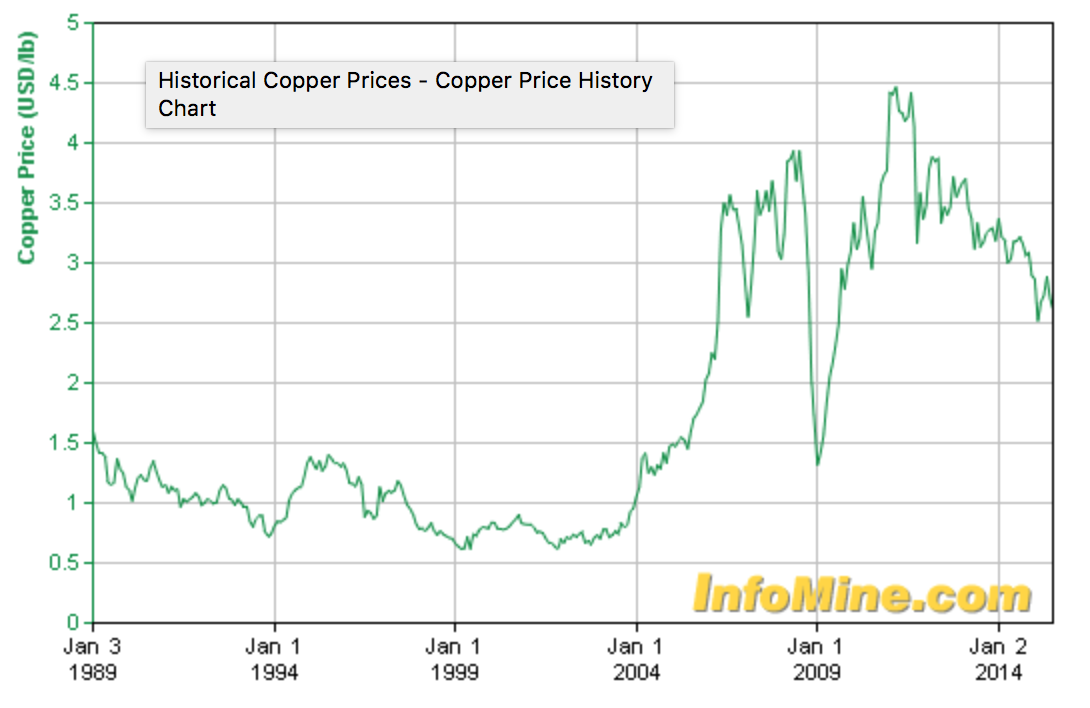 Historical Copper Prices - Copper Price History
Chart
Copper Price (USD/lb)
5
4.5
4
3.5
3
2.5
2
1.5
1
0.5
0
InfoMine.com
Jan 3 Jan 1 Jan 1 Jan 1 Jan 1 Jan 2
1989 1994 1999 2004 2009 2014